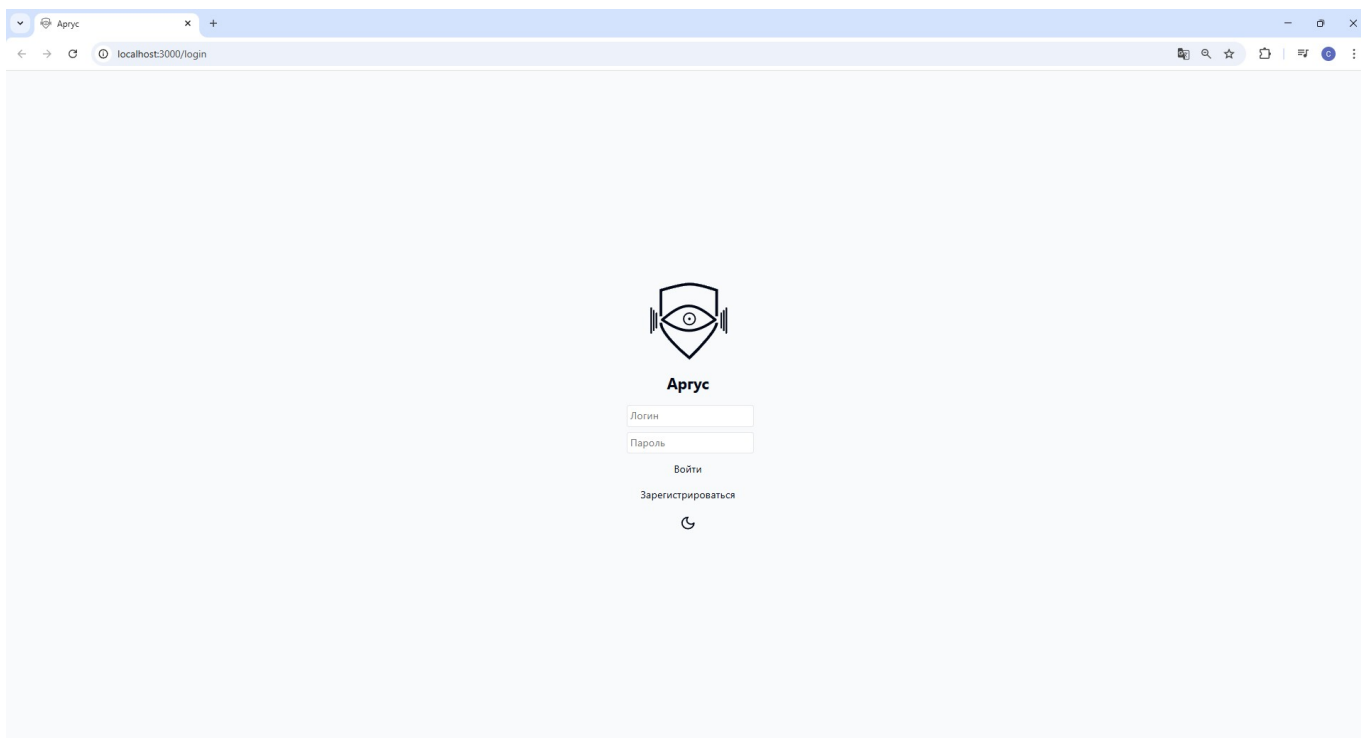 Аргус
localhost:3000/login
C
Аргус
Логин
Пароль
Войти
Зарегистрироваться